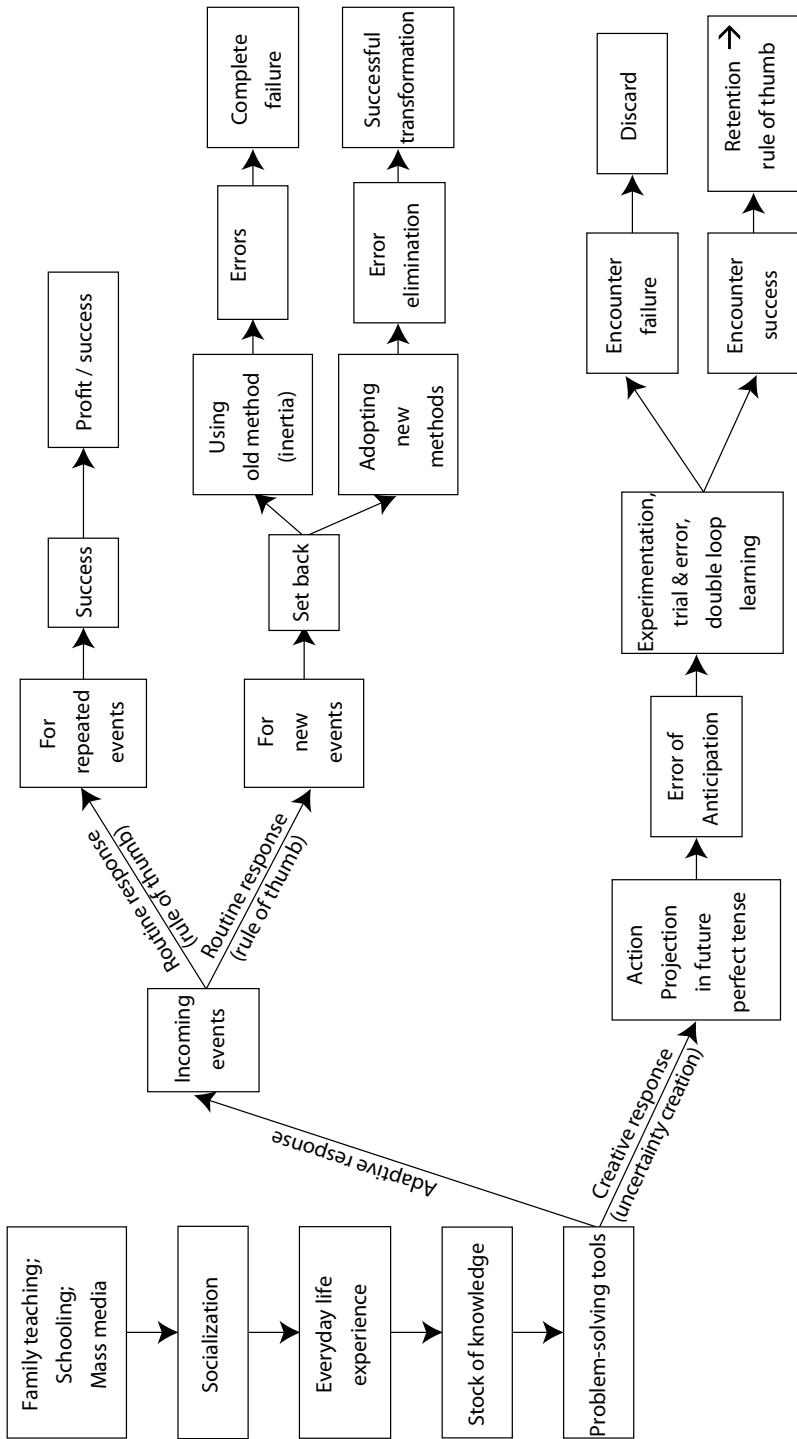 Family teaching;
Schooling;
Mass media
Socialization
Everyday life
experience
Stock of knowledge
Problem-solving tools
Adaptive response
Creative response
(uncertainty creation)
Incoming
events
Routine response
(rule of thumb)
Routine response
(rule of thumb)
For
repeated
events
Success
Profit / success
For
new
events
Set back
Using
old method
(inertia)
Errors
Complete
failure
Adopting
new
methods
Error
elimination
Successful
transformation
Action
Projection
in future
perfect tense
Error of
Anticipation
Experimentation,
trial & error,
double loop
learning
Encounter
failure
Discard
Encounter
success
Retention →
rule of thumb